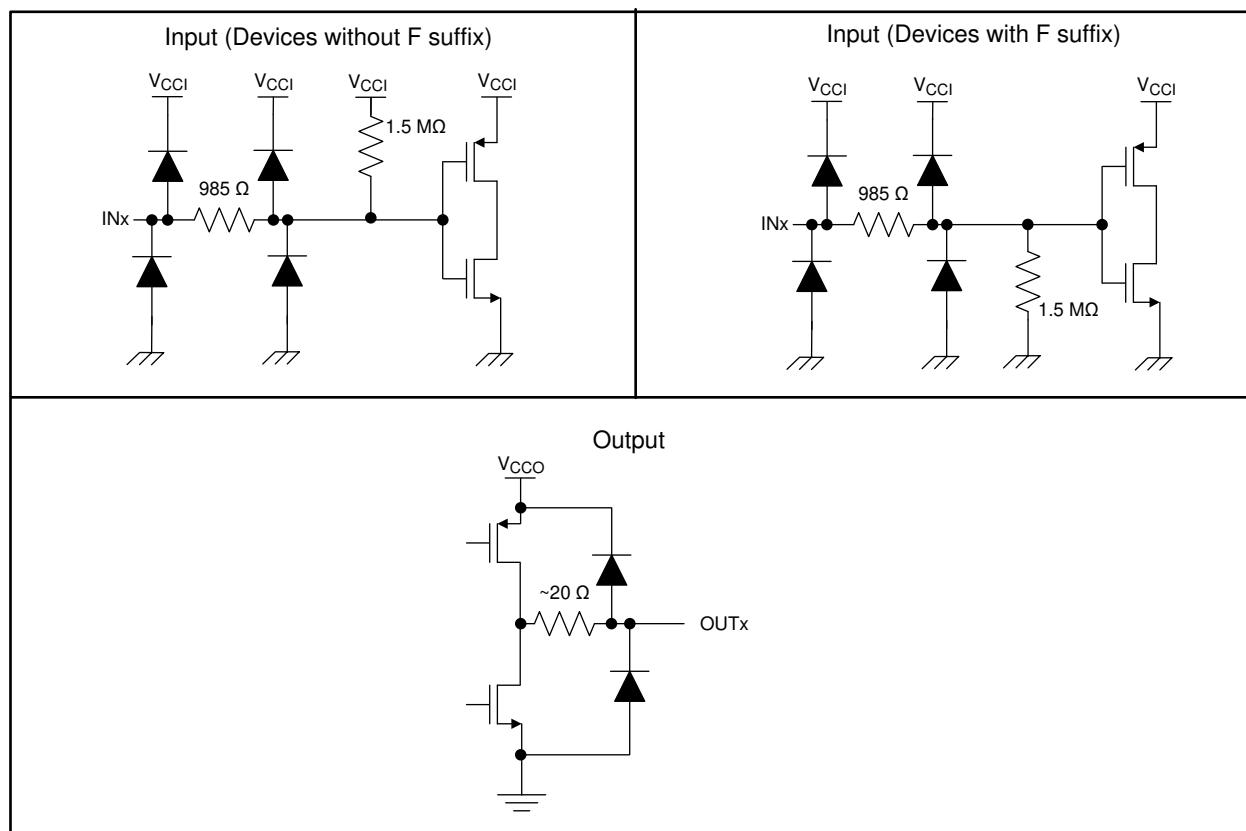 Input (Devices without F suffix)
VCCI VCCI VCCI VCCI
1.5 MΩ
985 Ω
INx
Input (Devices with F suffix)
VCCI VCCI VCCI
985 Ω
INx
1.5 MΩ
Output
VCCO
~20 Ω
OUTx